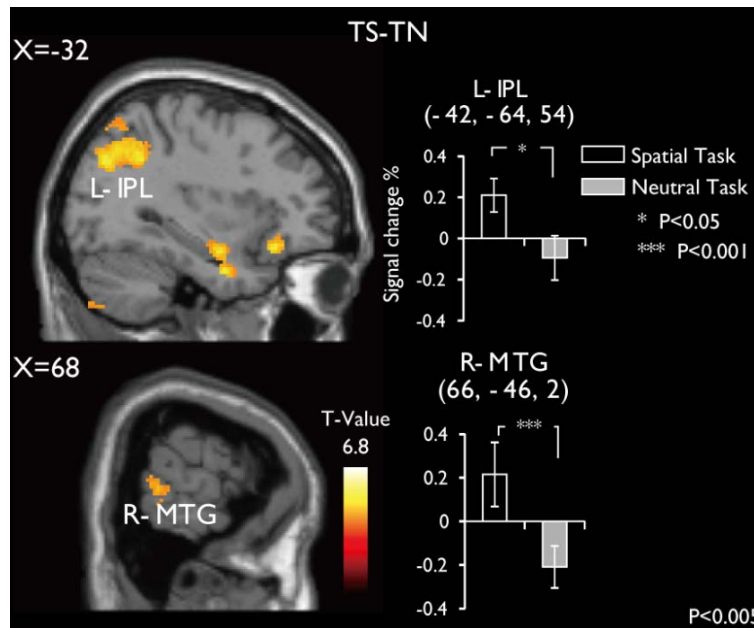 TS-TN
X=-32
L-IPL
L-IPL
(-42, -64, 54)
Signal change %
0.4
0.2
0
-0.2
-0.4
*
Spatial Task
Neutral Task
* P<0.05
*** P<0.001
X=68
R-MTG
T-Value
6.8
R-MTG
(66, -46, 2)
0.4
0.2
0
-0.2
-0.4
***
P<0.005